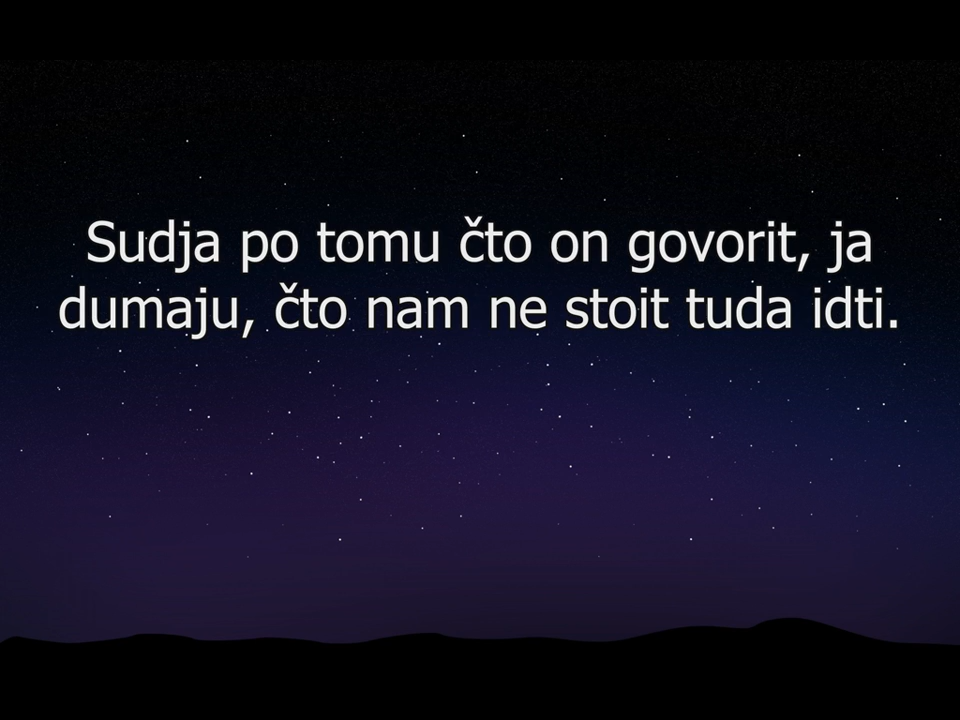 Sudja po tomu čto on govorit, ja
dumaju, čto nam ne stoit tuda idti.